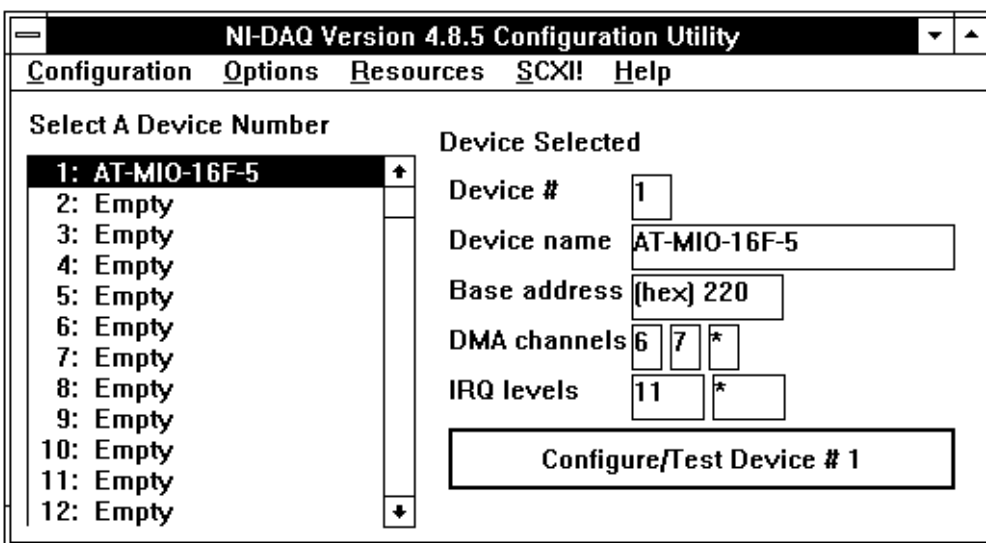 NI-DAQ Version 4.8.5 Configuration Utility
Configuration Options Resources SCXI! Help
Select A Device Number
1: AT-MIO-16F-5
2: Empty
3: Empty
4: Empty
5: Empty
6: Empty
7: Empty
8: Empty
9: Empty
10: Empty
11: Empty
12: Empty
Device Selected
Device # 1
Device name AT-MIO-16F-5
Base address (hex) 220
DMA channels 6 7 *
IRQ levels 11 *
Configure/Test Device # 1